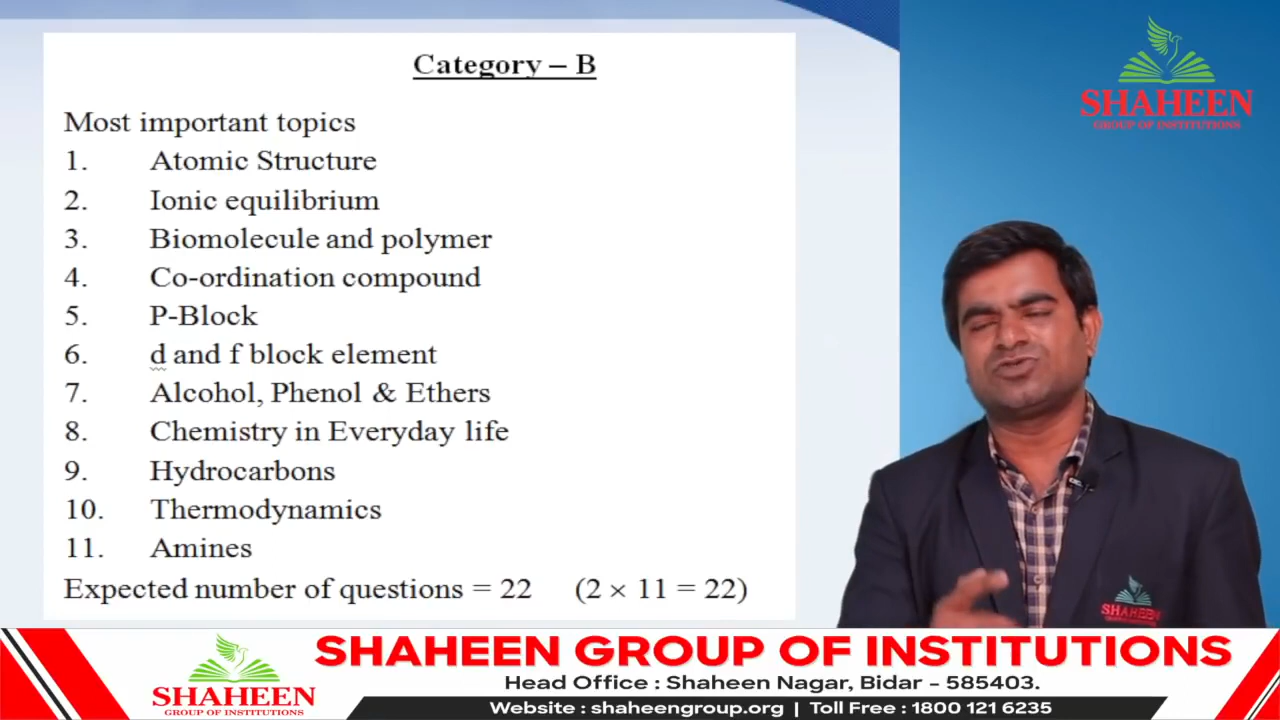 Category – B
Most important topics
1. Atomic Structure
2. Ionic equilibrium
3. Biomolecule and polymer
4. Co-ordination compound
5. P-Block
6. d and f block element
7. Alcohol, Phenol & Ethers
8. Chemistry in Everyday life
9. Hydrocarbons
10. Thermodynamics
11. Amines
Expected number of questions = 22 (2 × 11 = 22)
SHAHEEN
GROUP OF INSTITUTIONS
SHAHEEN
SHAHEEN
GROUP OF INSTITUTIONS
SHAHEEN GROUP OF INSTITUTIONS
Head Office : Shaheen Nagar, Bidar – 585403.
Website : shaheengroup.org | Toll Free : 1800 121 6235